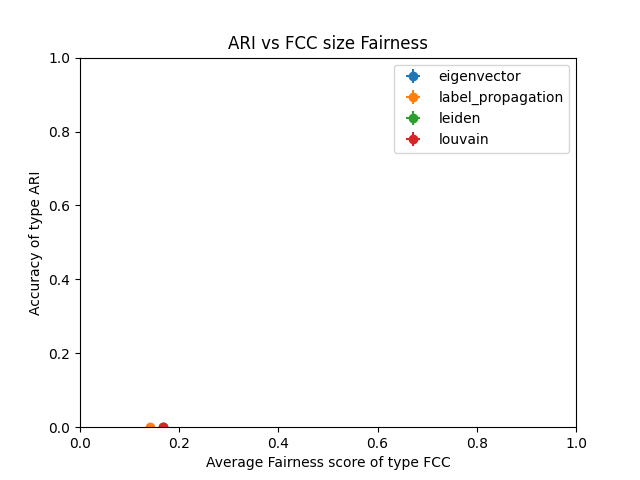 ARI vs FCC size Fairness
1.0
0.8
0.6
0.4
0.2
0.0
Accuracy of type ARI
eigenvector
label_propagation
leiden
louvain
0.0 0.2 0.4 0.6 0.8 1.0
Average Fairness score of type FCC